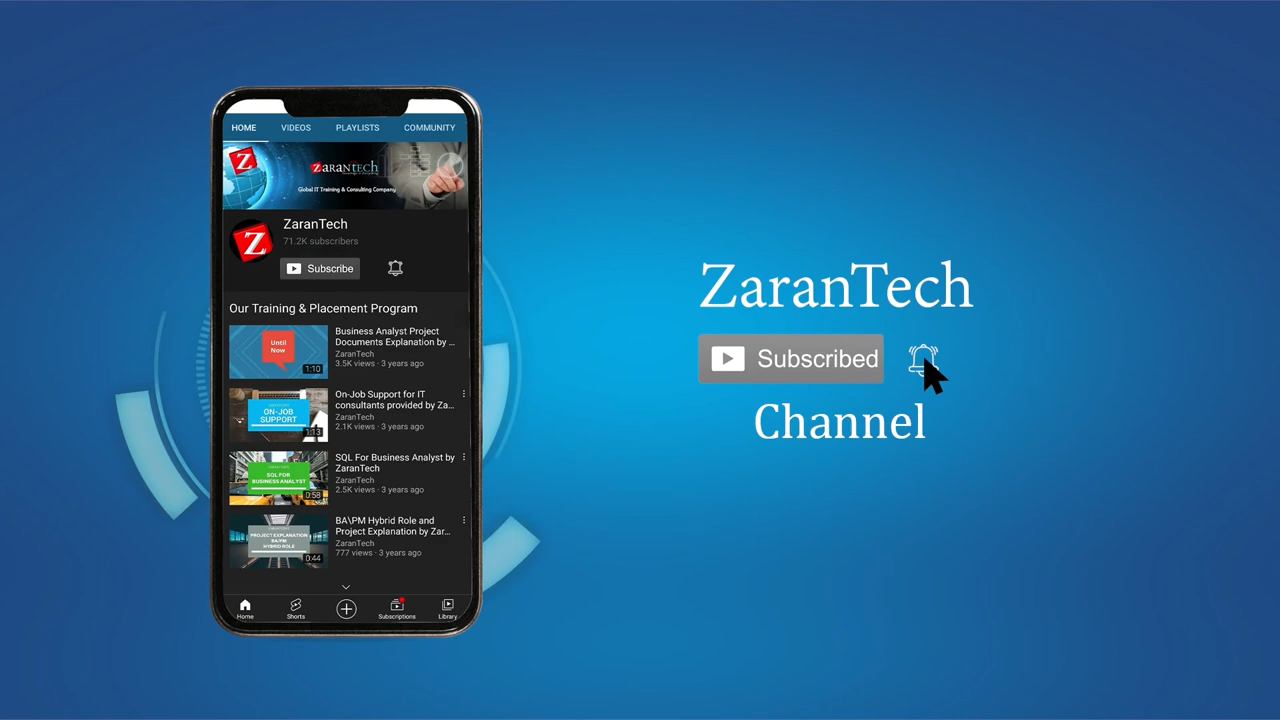 HOME VIDEOS PLAYLISTS COMMUNITY
Z
ZARANTECH
Global IT Training & Consulting Company
Z
ZaranTech
71.2K subscribers
Subscribe
Our Training & Placement Program
Until
Now
1:10
Business Analyst Project
Documents Explanation by ...
ZaranTech
3.5K views · 3 years ago
ON-JOB
SUPPORT
1:13
On-Job Support for IT
consultants provided by Za...
ZaranTech
2.1K views · 3 years ago
SQL FOR
BUSINESS ANALYST
0:58
SQL For Business Analyst by
ZaranTech
ZaranTech
2.5K views · 3 years ago
PROJECT EXPLANATION
BA/PM
HYBRID ROLE
0:44
BA\PM Hybrid Role and
Project Explanation by Zar...
ZaranTech
777 views · 3 years ago
Home Shorts Subscriptions Library
ZaranTech
Subscribed
Channel